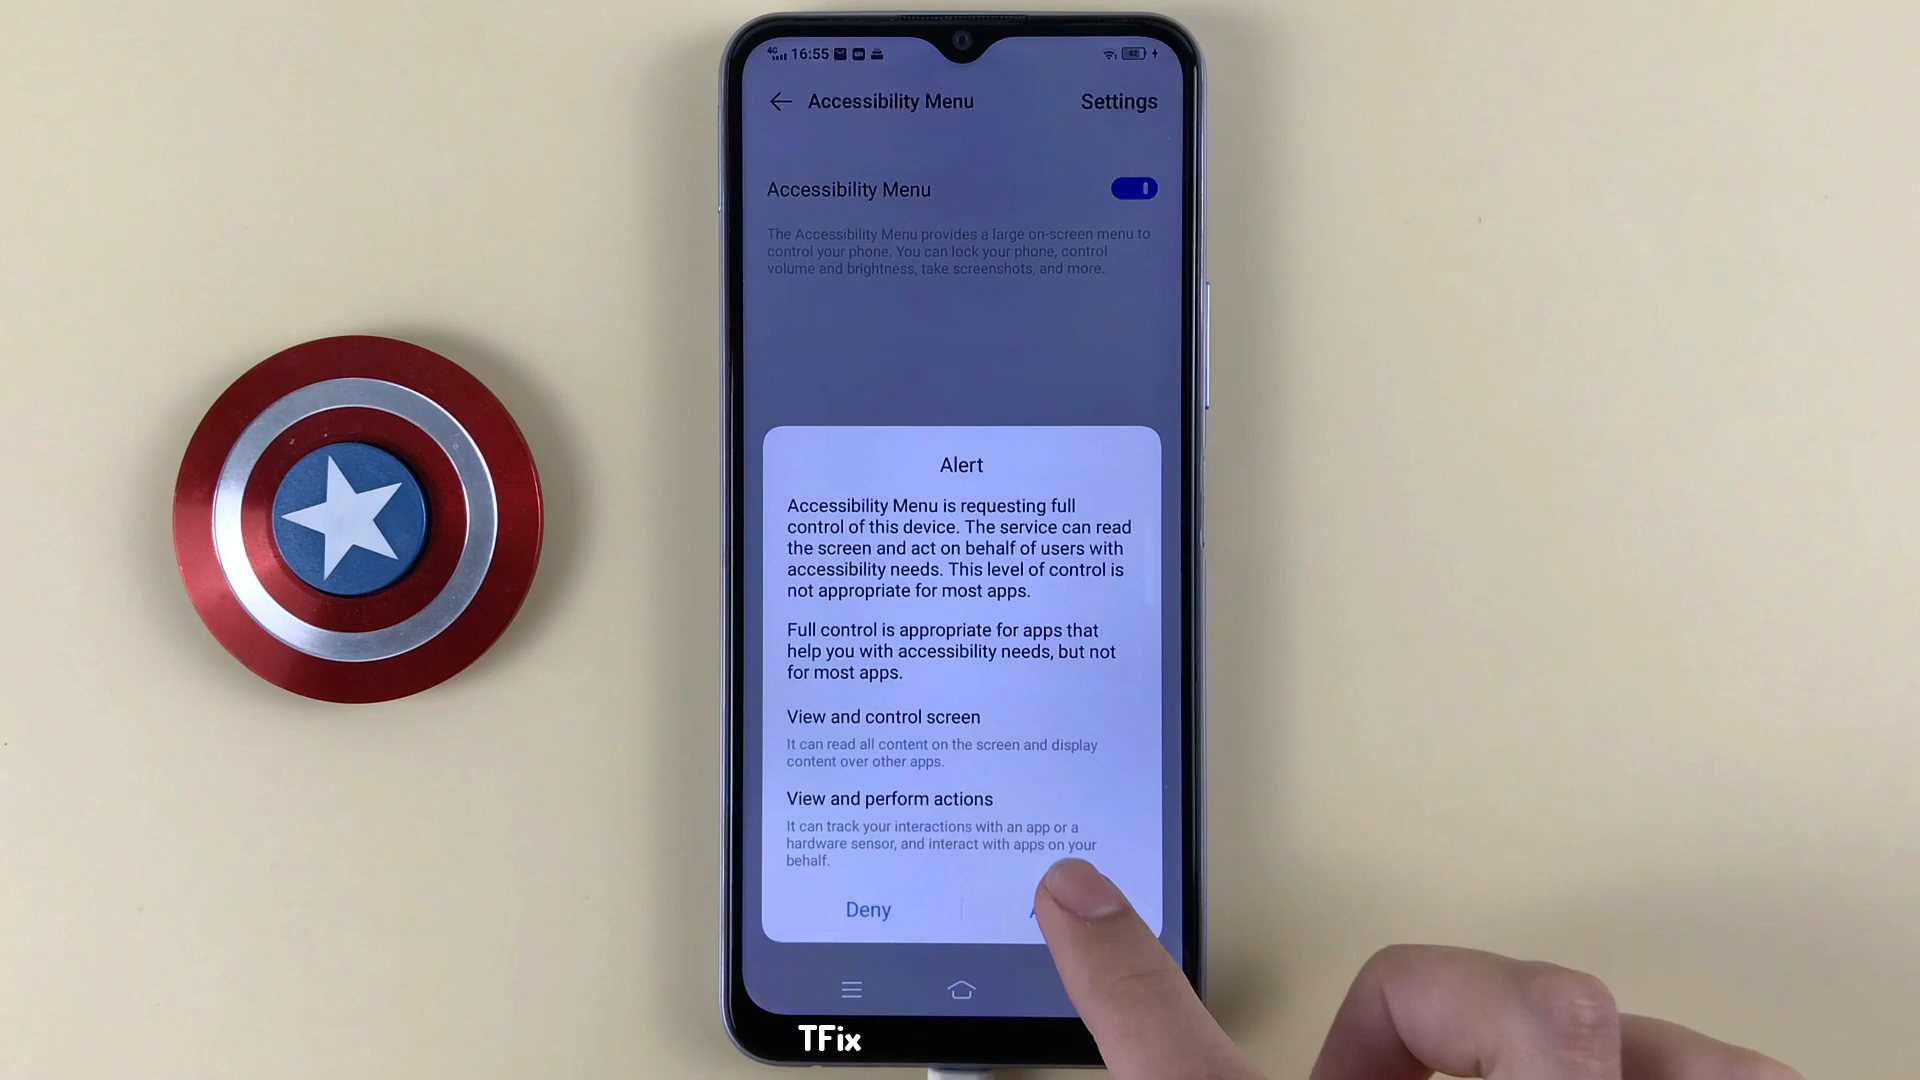 4G 16:55 82
Accessibility Menu Settings
Accessibility Menu
The Accessibility Menu provides a large on-screen menu to
control your phone. You can lock your phone, control
volume and brightness, take screenshots, and more.
Alert
Accessibility Menu is requesting full
control of this device. The service can read
the screen and act on behalf of users with
accessibility needs. This level of control is
not appropriate for most apps.
Full control is appropriate for apps that
help you with accessibility needs, but not
for most apps.
View and control screen
It can read all content on the screen and display
content over other apps.
View and perform actions
It can track your interactions with an app or a
hardware sensor, and interact with apps on your
behalf.
Deny
TFix